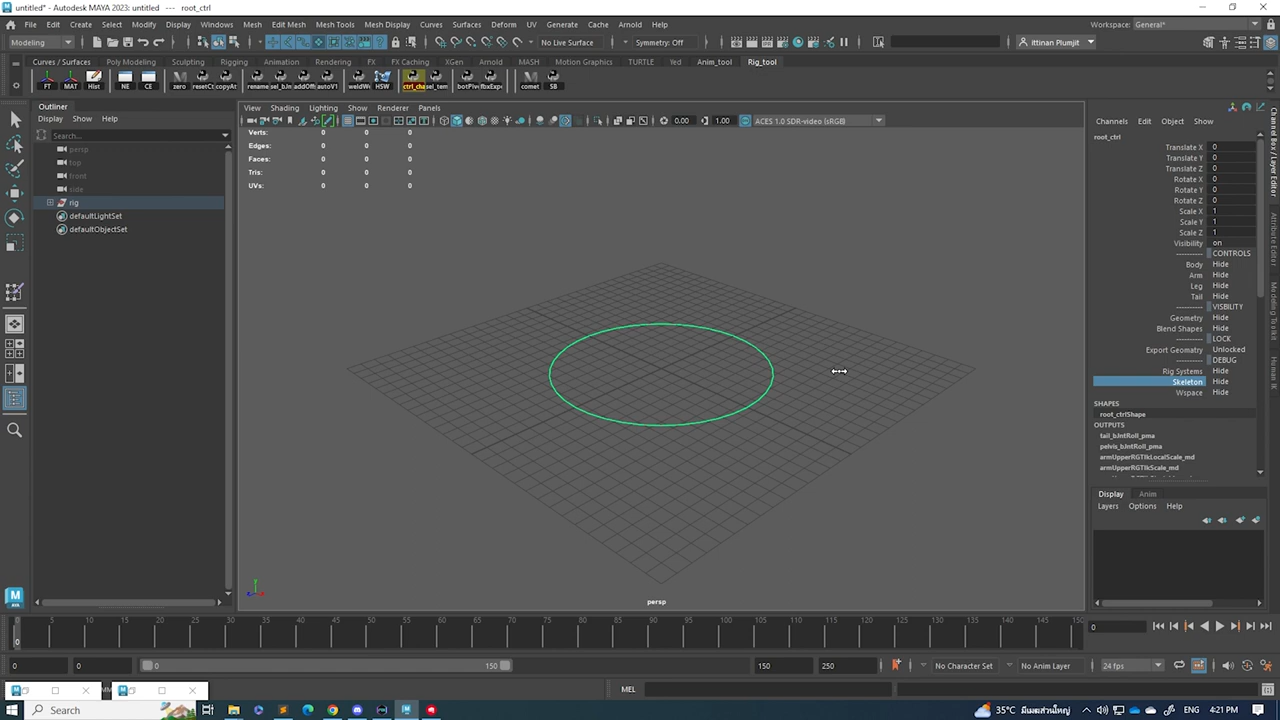 untitled* - Autodesk MAYA 2023: untitled --- root_ctrl
File Edit Create Select Modify Display Windows Mesh Edit Mesh Mesh Tools Mesh Display Curves Surfaces Deform UV Generate Cache Arnold Help
Workspace: General*
Modeling No Live Surface Symmetry: Off ittinan Plumjit
Curves / Surfaces Poly Modeling Sculpting Rigging Animation Rendering FX FX Caching XGen Arnold MASH Motion Graphics TURTLE Yed Anim_tool Rig_tool
FT MAT Hist NE CE zero resetCt copyAt rename sel_bJn addOff autoV1 weldWe HSW ctrl_cha sel_tem botPiv fbxExp comet SB
Outliner
Display Show Help
Search...
persp
top
front
side
rig
defaultLightSet
defaultObjectSet
View Shading Lighting Show Renderer Panels
0.00 1.00 ACES 1.0 SDR-video (sRGB)
Verts: 0 0 0
Edges: 0 0 0
Faces: 0 0 0
Tris: 0 0 0
UVs: 0 0 0
persp
Channels Edit Object Show
root_ctrl
Translate X 0
Translate Y 0
Translate Z 0
Rotate X 0
Rotate Y 0
Rotate Z 0
Scale X 1
Scale Y 1
Scale Z 1
Visibility on
---------- CONTROLS
Body Hide
Arm Hide
Leg Hide
Tail Hide
---------- VISBILITY
Geometry Hide
Blend Shapes Hide
---------- LOCK
Export Geometry Unlocked
---------- DEBUG
Rig Systems Hide
Skeleton Hide
Wspace Hide
SHAPES
root_ctrlShape
OUTPUTS
tail_bJntRoll_pma
pelvis_bJntRoll_pma
armUpperRGTIkLocalScale_md
armUpperRGTIkScale_md
Display Anim
Layers Options Help
Channel Box / Layer Editor
Attribute Editor
Modeling Toolkit
Human IK
0 5 10 15 20 25 30 35 40 45 50 55 60 65 70 75 80 85 90 95 100 105 110 115 120 125 130 135 140 145 150
0 0
0 0 0 150 150 250 No Character Set No Anim Layer 24 fps
MEL
Search 35°C มีเมฆส่วนใหญ่ ENG 4:21 PM